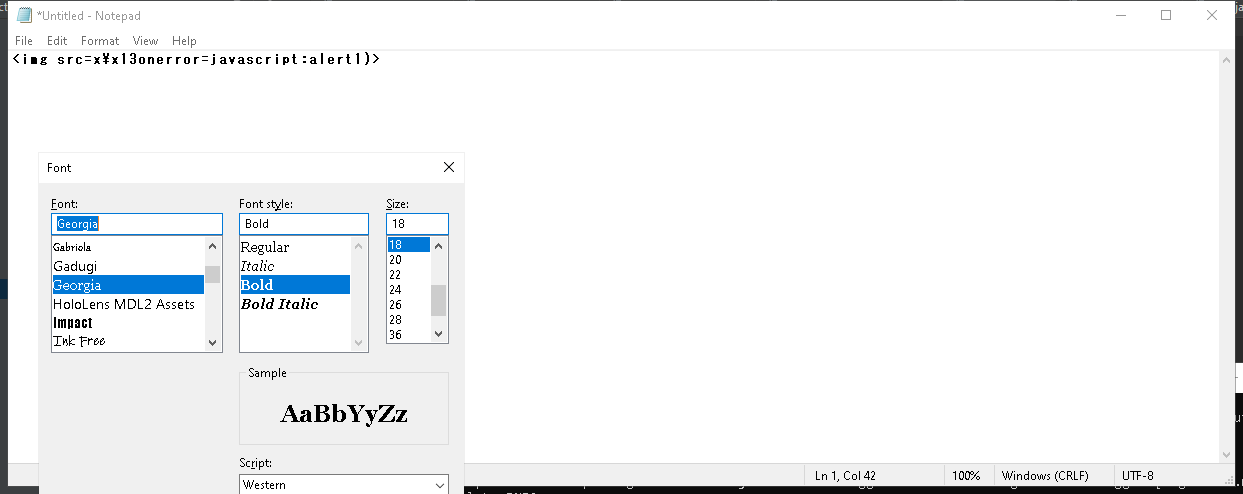 *Untitled - Notepad
File Edit Format View Help
<img src=x¥x13onerror=javascript:alert1)>
Font
Font: Font style: Size:
Georgia Bold 18
Gabriola Regular 18
Gadugi Italic 20
Georgia Bold 22
HoloLens MDL2 Assets Bold Italic 24
Impact 26
Ink Free 28
36
Sample
AaBbYyZz
Script:
Western
Ln 1, Col 42 100% Windows (CRLF) UTF-8